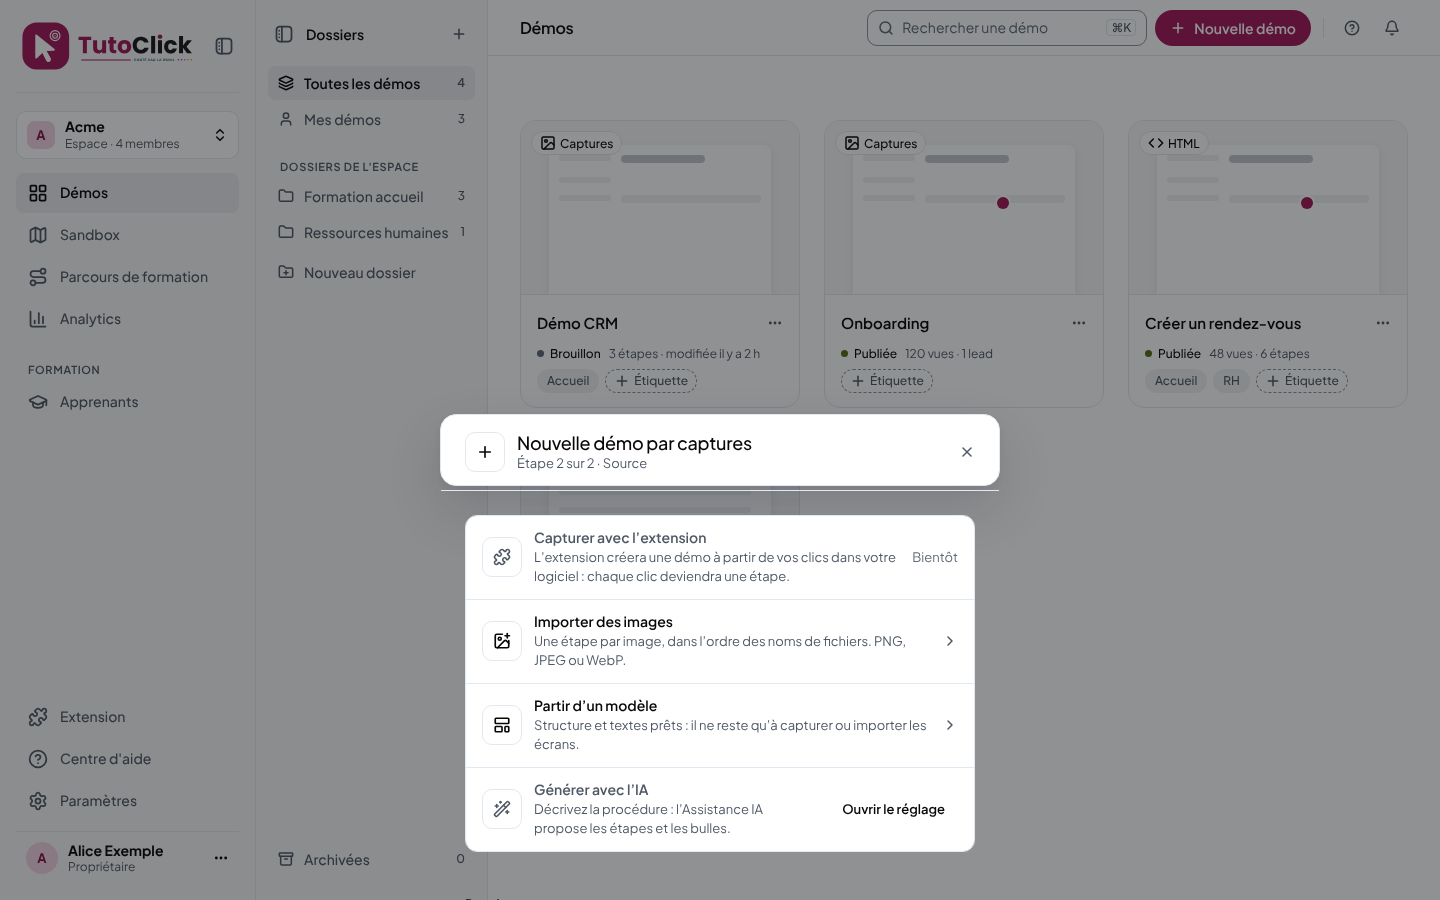 TutoClick
Acme
A
Espace · 4 membres
Démos
Sandbox
Parcours de formation
Analytics
FORMATION
Apprenants
Extension
Centre d'aide
Paramètres
A
Alice Exemple
Propriétaire
Dossiers
Toutes les démos 4
Mes démos 3
DOSSIERS DE L'ESPACE
Formation accueil 3
Ressources humaines 1
Nouveau dossier
Archivées 0
Démos
Rechercher une démo ⌘K
Nouvelle démo
Captures
Démo CRM
Brouillon 3 étapes · modifiée il y a 2 h
Accueil + Étiquette
Captures
Onboarding
Publiée 120 vues · 1 lead
+ Étiquette
HTML
Créer un rendez-vous
Publiée 48 vues · 6 étapes
Accueil RH + Étiquette
Nouvelle démo par captures
Étape 2 sur 2 · Source
Capturer avec l’extension
L’extension créera une démo à partir de vos clics dans votre
logiciel : chaque clic deviendra une étape.
Bientôt
Importer des images
Une étape par image, dans l’ordre des noms de fichiers. PNG,
JPEG ou WebP.
Partir d’un modèle
Structure et textes prêts : il ne reste qu’à capturer ou importer les
écrans.
Générer avec l’IA
Décrivez la procédure : l’Assistance IA
propose les étapes et les bulles.
Ouvrir le réglage